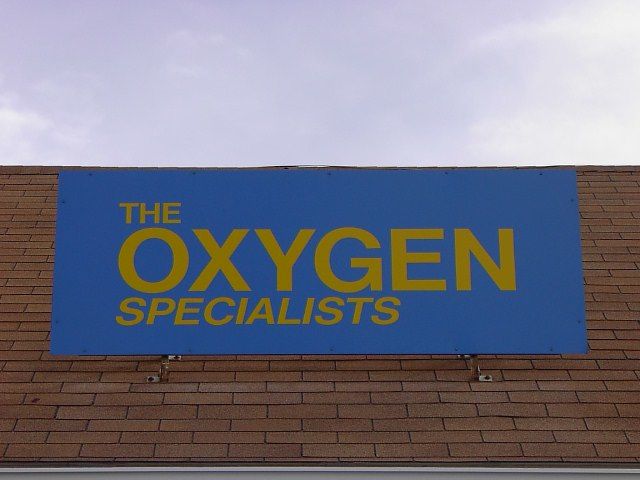 THE
OXYGEN
SPECIALISTS